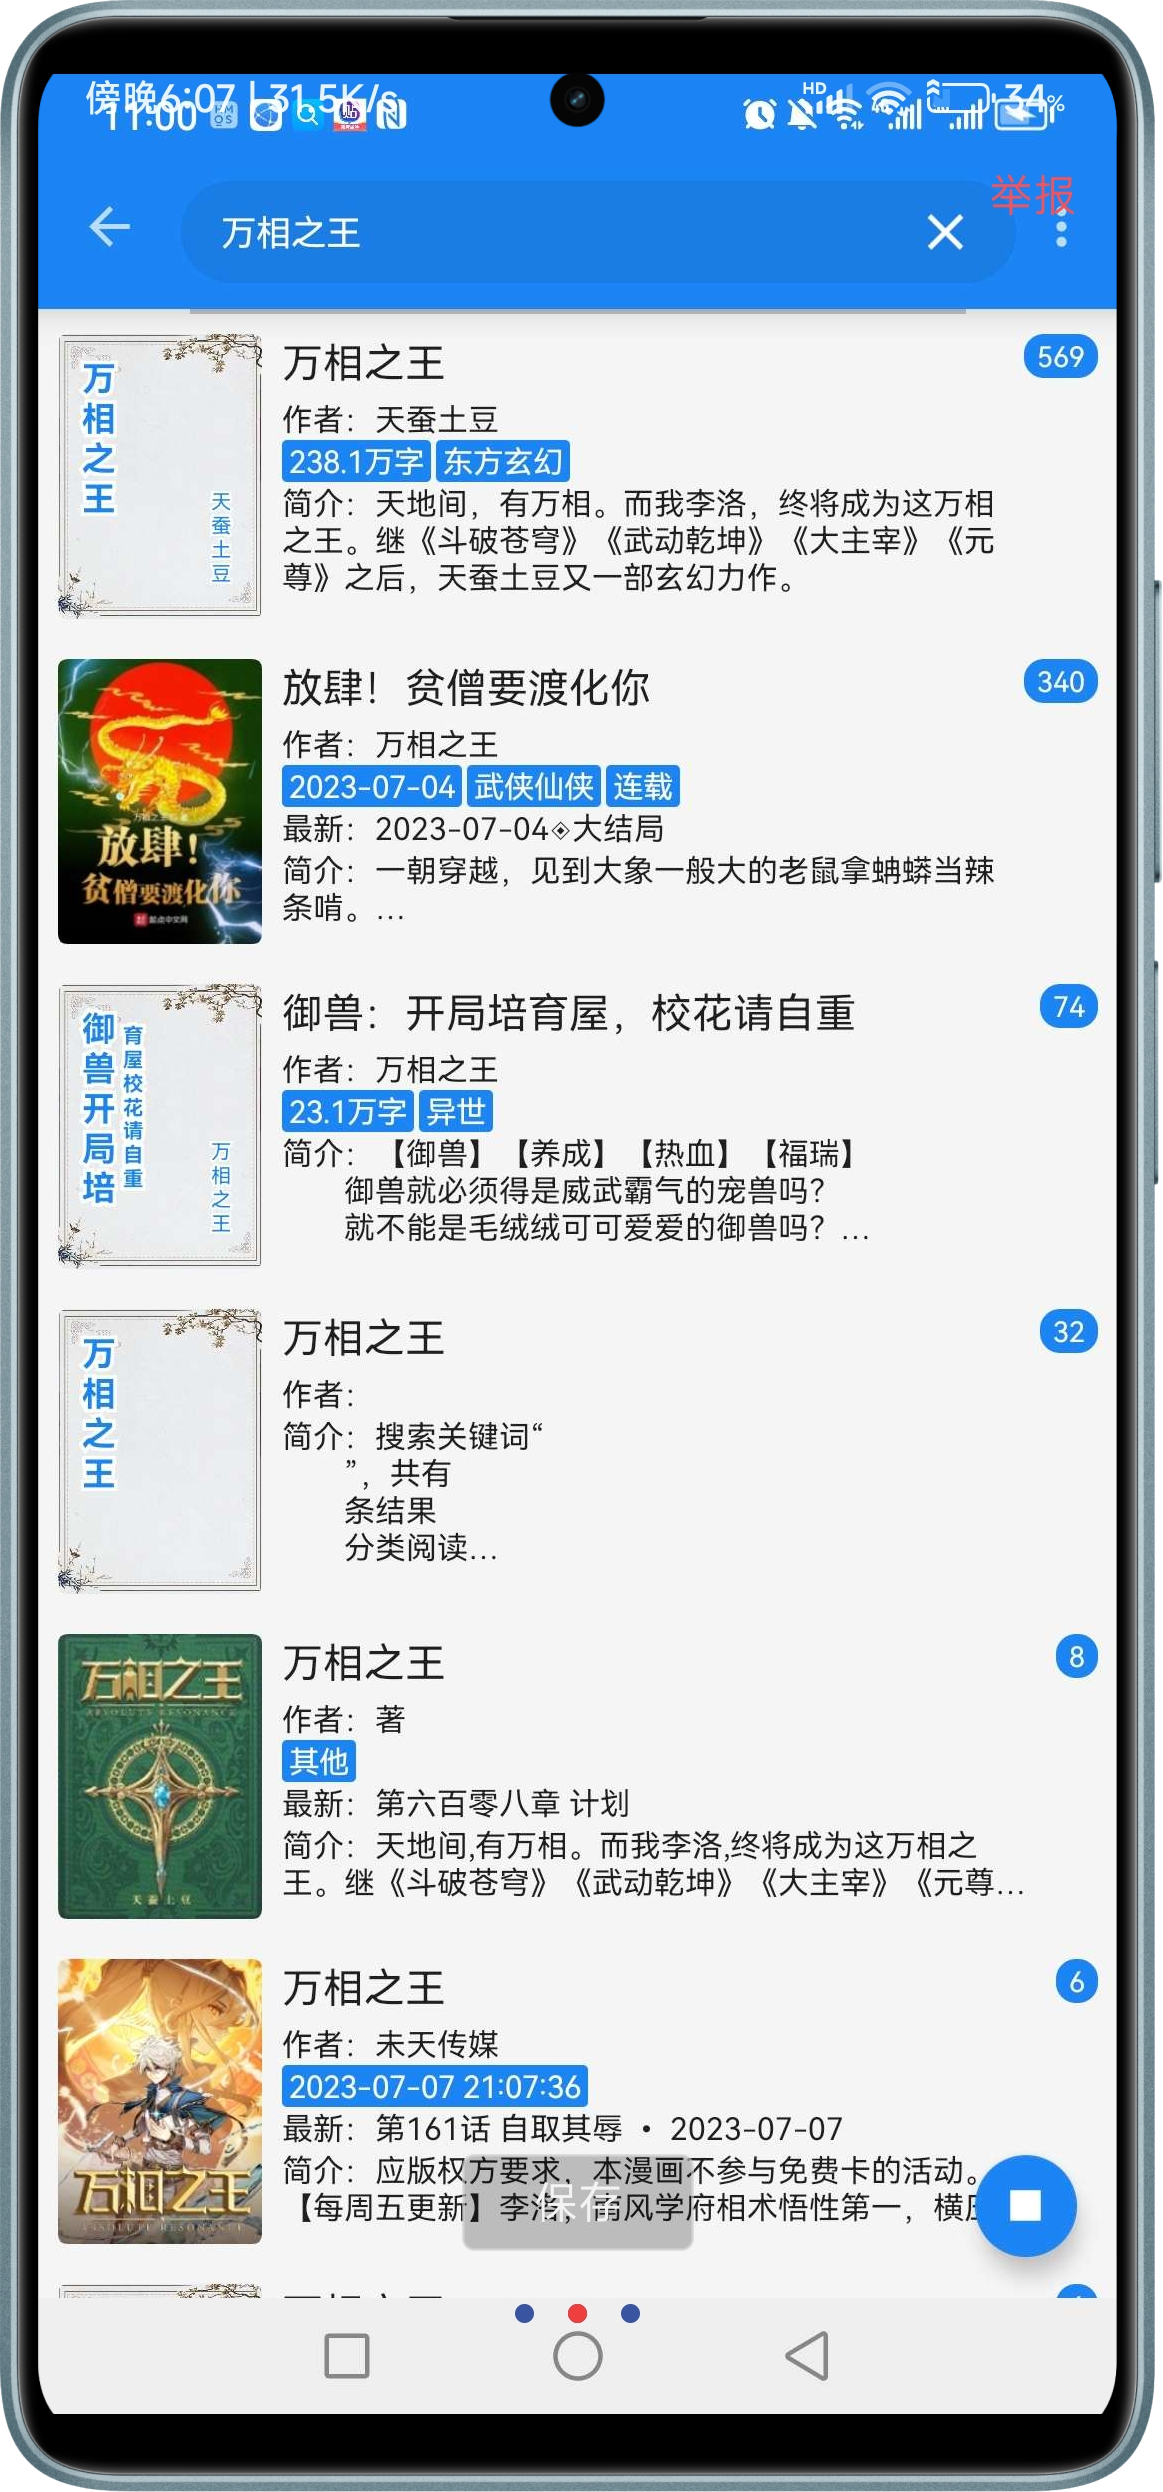 傍晚6:07 | 31.5K/s
11:00
HD
34%
举报
万相之王
万相之王
天蚕土豆
万相之王
569
作者：天蚕土豆
238.1万字 东方玄幻
简介：天地间，有万相。而我李洛，终将成为这万相
之王。继《斗破苍穹》《武动乾坤》《大主宰》《元
尊》之后，天蚕土豆又一部玄幻力作。
放肆！
贫僧要渡化你
起点中文网
放肆！贫僧要渡化你
340
作者：万相之王
2023-07-04 武侠仙侠 连载
最新：2023-07-04◈大结局
简介：一朝穿越，见到大象一般大的老鼠拿蚺蟒当辣
条啃。…
御兽开局培
育屋校花请自重
万相之王
御兽：开局培育屋，校花请自重
74
作者：万相之王
23.1万字 异世
简介：【御兽】【养成】【热血】【福瑞】
御兽就必须得是威武霸气的宠兽吗？
就不能是毛绒绒可可爱爱的御兽吗？…
万相之王
万相之王
32
作者：
简介：搜索关键词“
”，共有
条结果
分类阅读…
万相之王
ABSOLUTE RESONANCE
天蚕土豆
万相之王
8
作者：著
其他
最新：第六百零八章 计划
简介：天地间,有万相。而我李洛,终将成为这万相之
王。继《斗破苍穹》《武动乾坤》《大主宰》《元尊…
万相之王
ABSOLUTE RESONANCE
万相之王
6
作者：未天传媒
2023-07-07 21:07:36
最新：第161话 自取其辱 • 2023-07-07
简介：应版权方要求，本漫画不参与免费卡的活动。
【每周五更新】李洛，南风学府相术悟性第一，横
保存